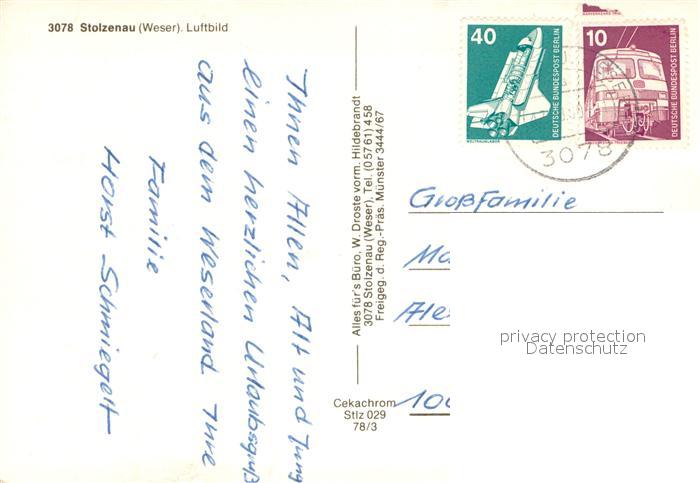 3078 Stolzenau (Weser). Luftbild
Ihnen Allen, Alt und Jung
einen herzlichen Urlaubsgruß
aus dem Weserland Ihre
Familie
Horst Schmiegelt
Alles für's Büro, W. Droste vorm. Hildebrandt
3078 Stolzenau (Weser), Tel. (05761) 458
Freigeg. d. Reg.-Präs. Münster 3444/67
Cekachrom
Stlz 029
78/3
40
DEUTSCHE BUNDESPOST BERLIN
WELTRAUMLABOR
10
DEUTSCHE BUNDESPOST BERLIN
3078
Großfamilie
privacy protection
Datenschutz